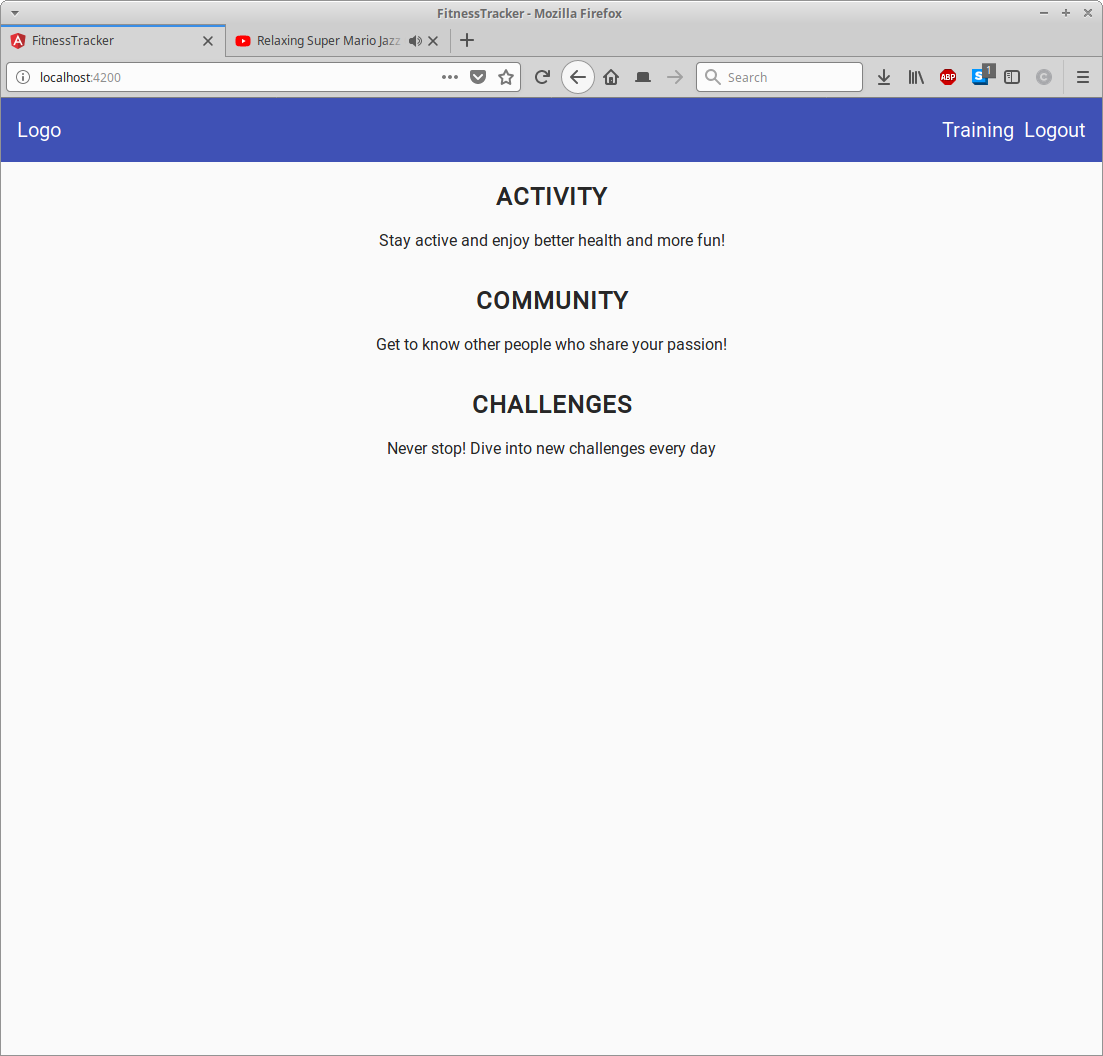 FitnessTracker - Mozilla Firefox
FitnessTracker
Relaxing Super Mario Jazz
localhost:4200
Search
ABP
S
1
C
Logo
Training Logout
ACTIVITY
Stay active and enjoy better health and more fun!
COMMUNITY
Get to know other people who share your passion!
CHALLENGES
Never stop! Dive into new challenges every day